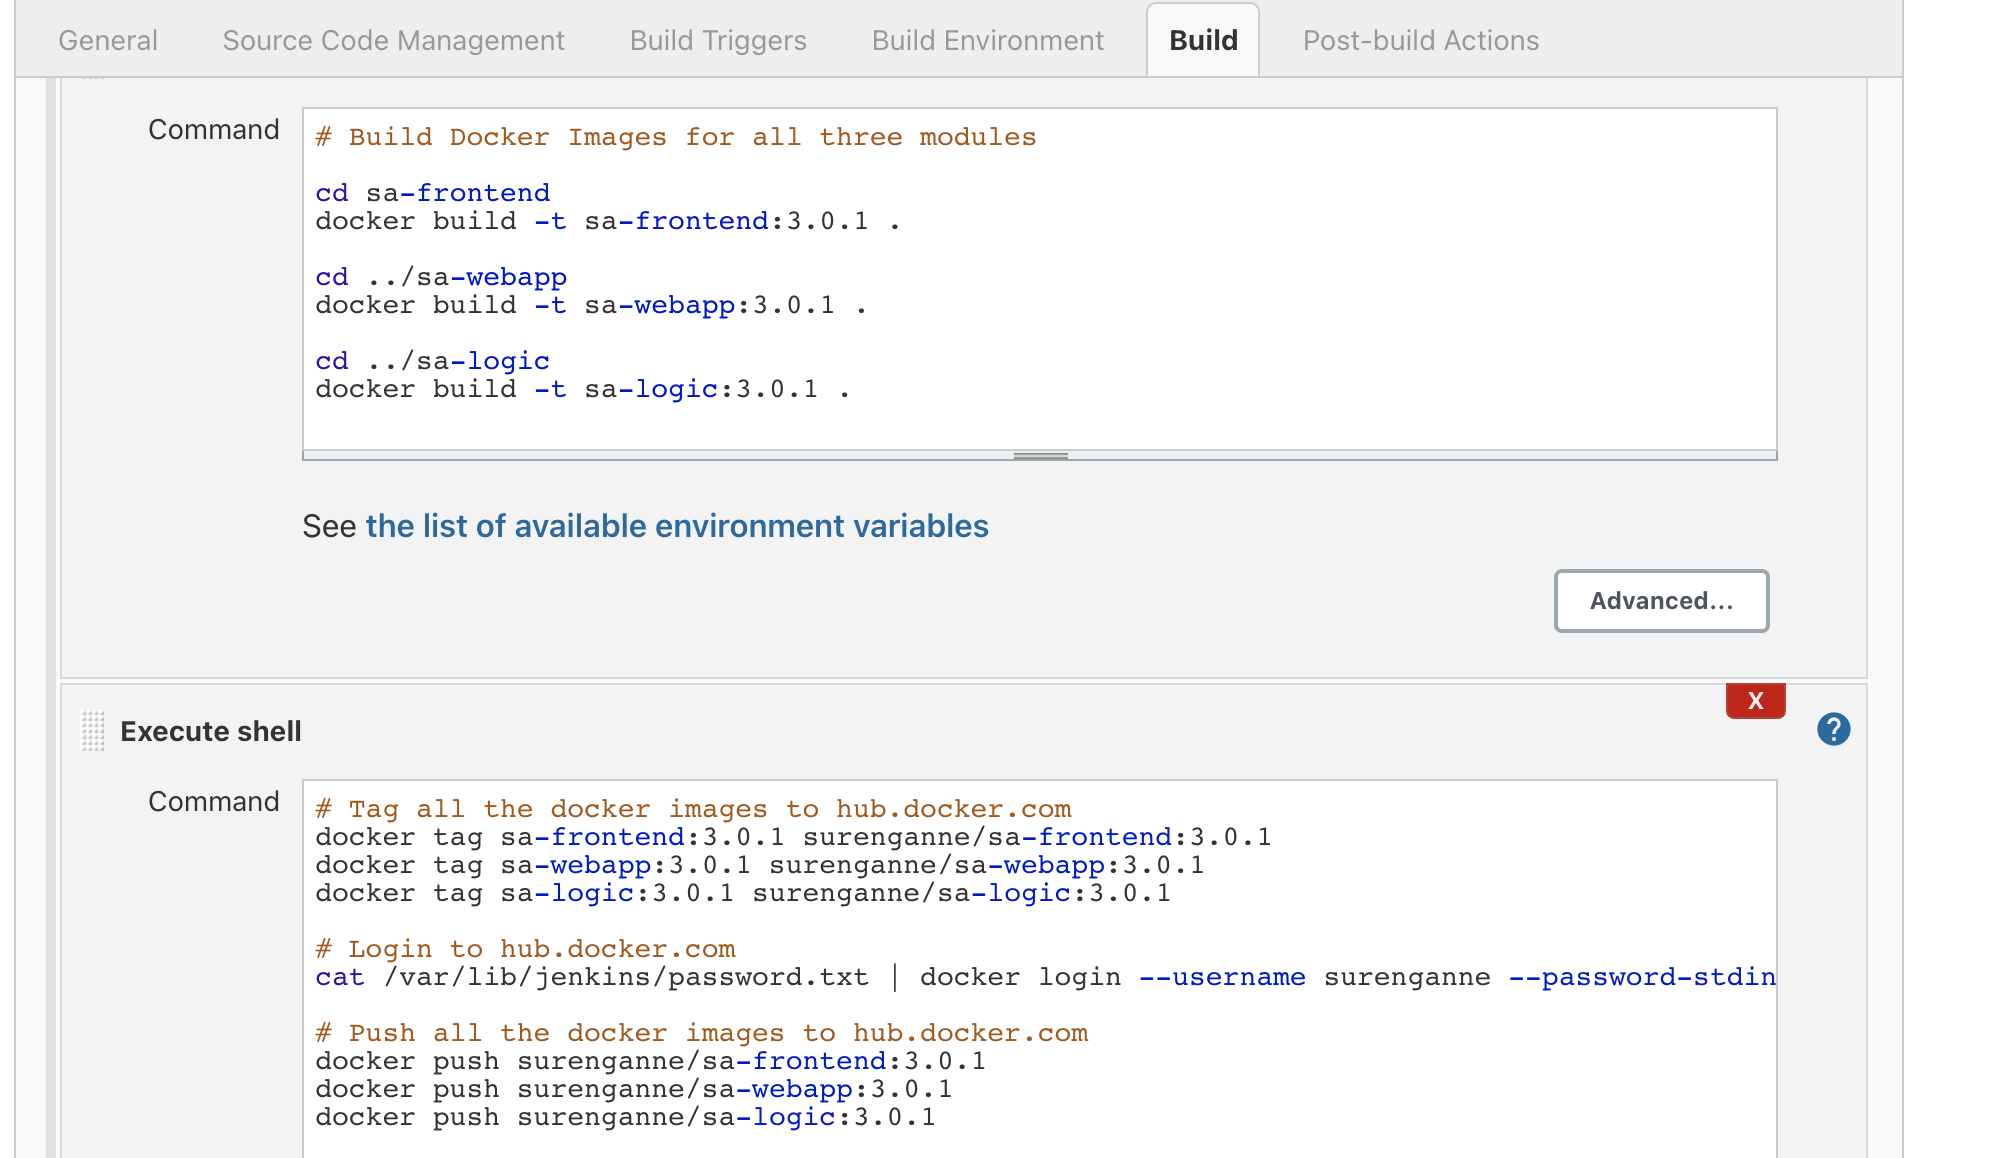 General Source Code Management Build Triggers Build Environment Build Post-build Actions
Command
# Build Docker Images for all three modules
cd sa-frontend
docker build -t sa-frontend:3.0.1 .
cd ../sa-webapp
docker build -t sa-webapp:3.0.1 .
cd ../sa-logic
docker build -t sa-logic:3.0.1 .
See the list of available environment variables
Advanced...
X
Execute shell
?
Command
# Tag all the docker images to hub.docker.com
docker tag sa-frontend:3.0.1 surenganne/sa-frontend:3.0.1
docker tag sa-webapp:3.0.1 surenganne/sa-webapp:3.0.1
docker tag sa-logic:3.0.1 surenganne/sa-logic:3.0.1
# Login to hub.docker.com
cat /var/lib/jenkins/password.txt | docker login --username surenganne --password-stdin
# Push all the docker images to hub.docker.com
docker push surenganne/sa-frontend:3.0.1
docker push surenganne/sa-webapp:3.0.1
docker push surenganne/sa-logic:3.0.1